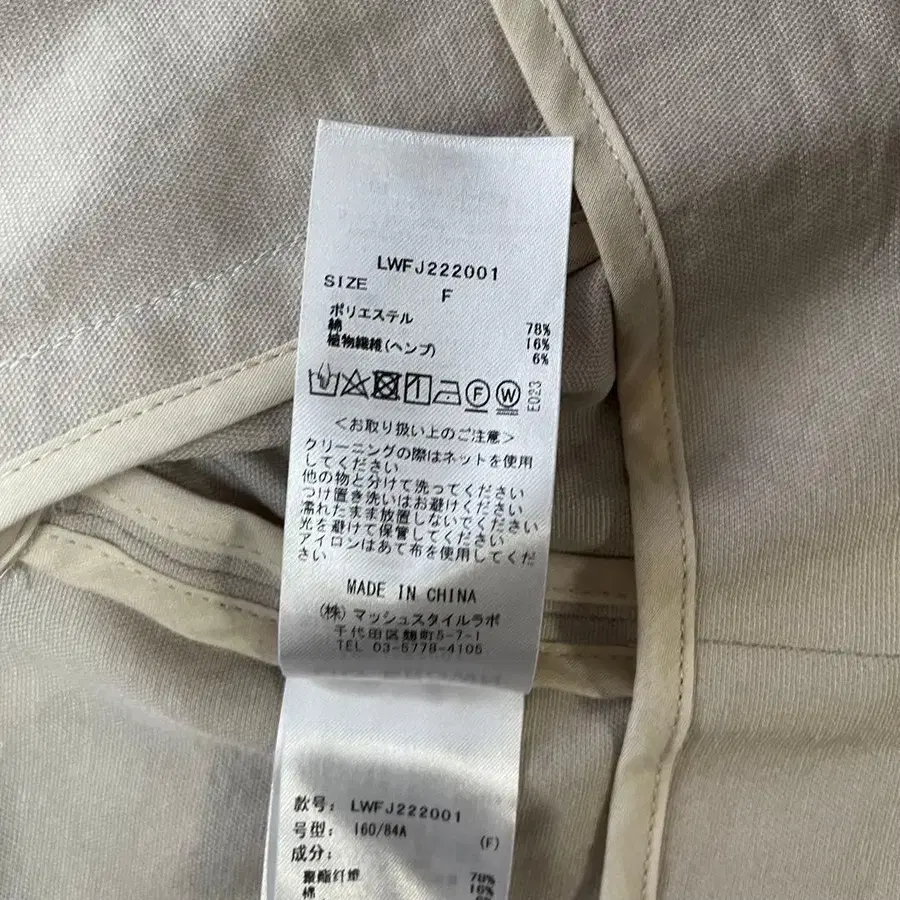 LWFJ222001
SIZE F
ポリエステル 78%
綿 16%
植物繊維(ヘンプ) 6%
F W E023
<お取り扱い上のご注意>
クリーニングの際はネットを使用
してください
他の物と分けて洗ってください
つけ置き洗いはお避けください
濡れたまま放置しないでください
光を避けて保管してください
アイロンはあて布を使用してくだ
さい
MADE IN CHINA
(株)マッシュスタイルラボ
千代田区麹町5-7-1
TEL 03-5778-4105
款号: LWFJ222001
号型: 160/84A (F)
成分:
聚酯纤维 78%
棉 16%